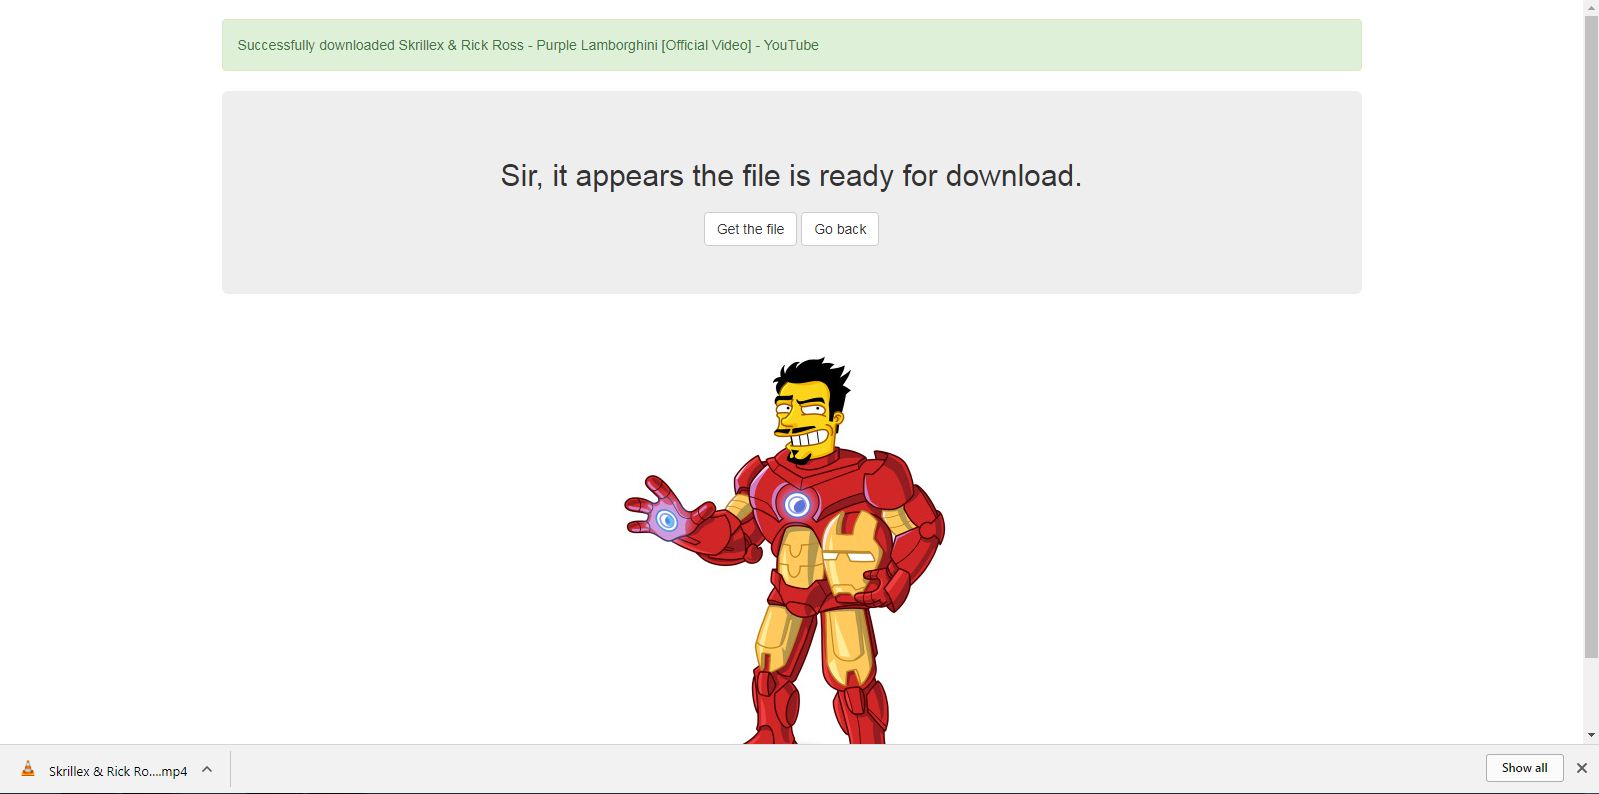 Successfully downloaded Skrillex & Rick Ross - Purple Lamborghini [Official Video] - YouTube
Sir, it appears the file is ready for download.
Get the file Go back
Skrillex & Rick Ro....mp4 Show all